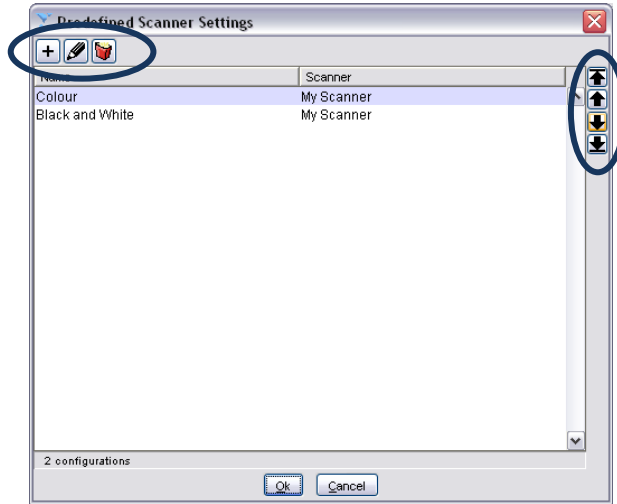 Predefined Scanner Settings
Name Scanner
Colour My Scanner
Black and White My Scanner
2 configurations
Ok Cancel